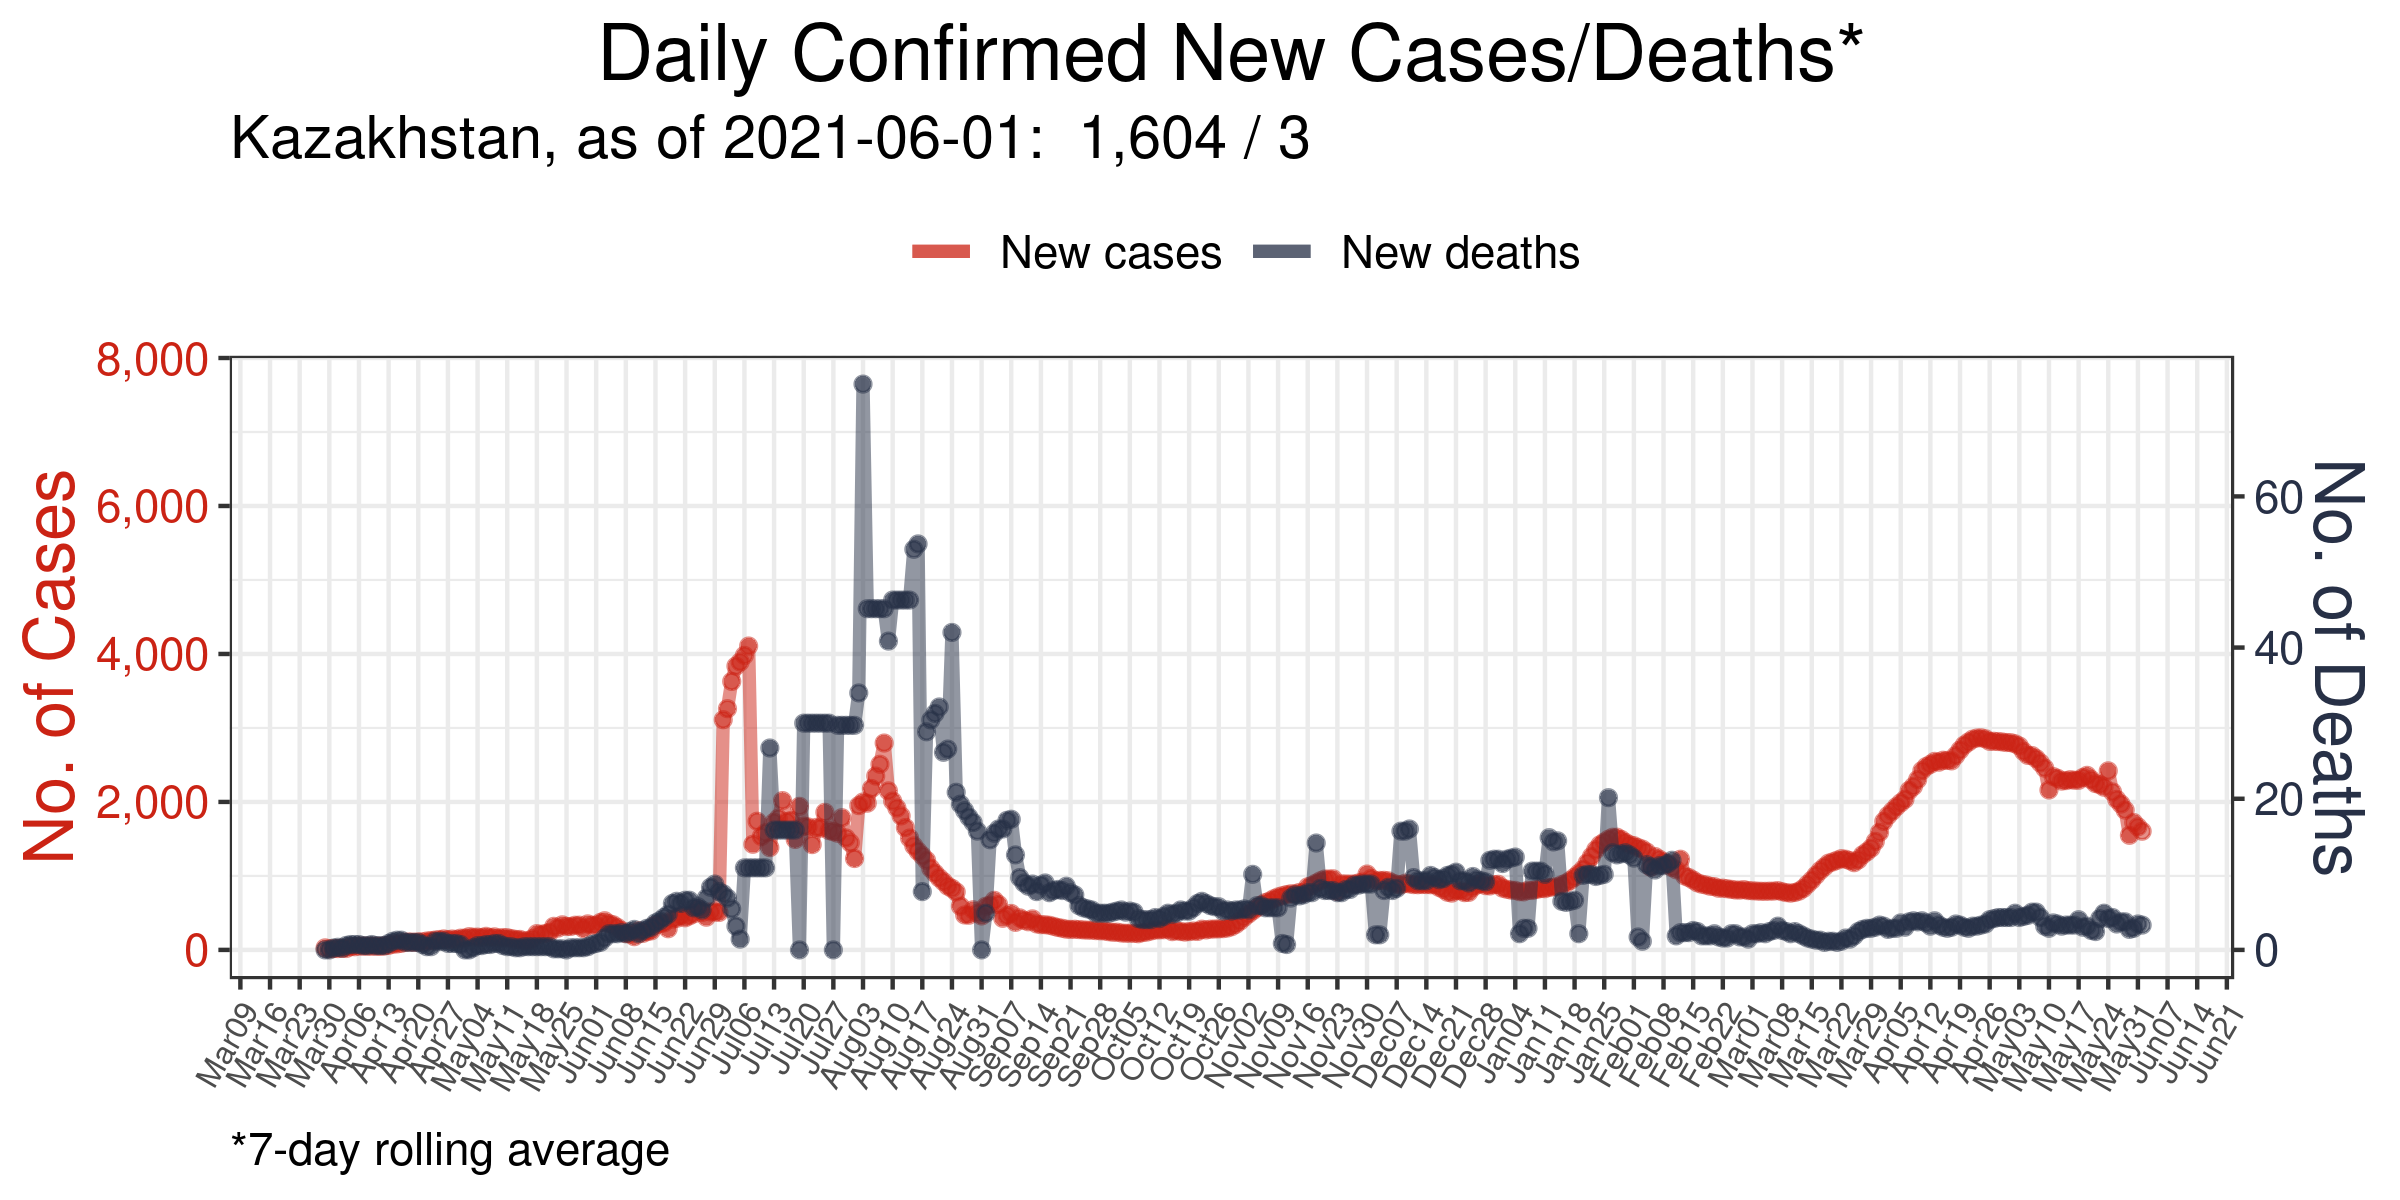 Daily Confirmed New Cases/Deaths*
Kazakhstan, as of 2021-06-01:  1,604 / 3
New cases New deaths
No. of Cases
8,000
6,000
4,000
2,000
0
60
40
20
0
No. of Deaths
Mar09 Mar16 Mar23 Mar30 Apr06 Apr13 Apr20 Apr27 May04 May11 May18 May25 Jun01 Jun08 Jun15 Jun22 Jun29 Jul06 Jul13 Jul20 Jul27 Aug03 Aug10 Aug17 Aug24 Aug31 Sep07 Sep14 Sep21 Sep28 Oct05 Oct12 Oct19 Oct26 Nov02 Nov09 Nov16 Nov23 Nov30 Dec07 Dec14 Dec21 Dec28 Jan04 Jan11 Jan18 Jan25 Feb01 Feb08 Feb15 Feb22 Mar01 Mar08 Mar15 Mar22 Mar29 Apr05 Apr12 Apr19 Apr26 May03 May10 May17 May24 May31 Jun07 Jun14 Jun21
*7-day rolling average